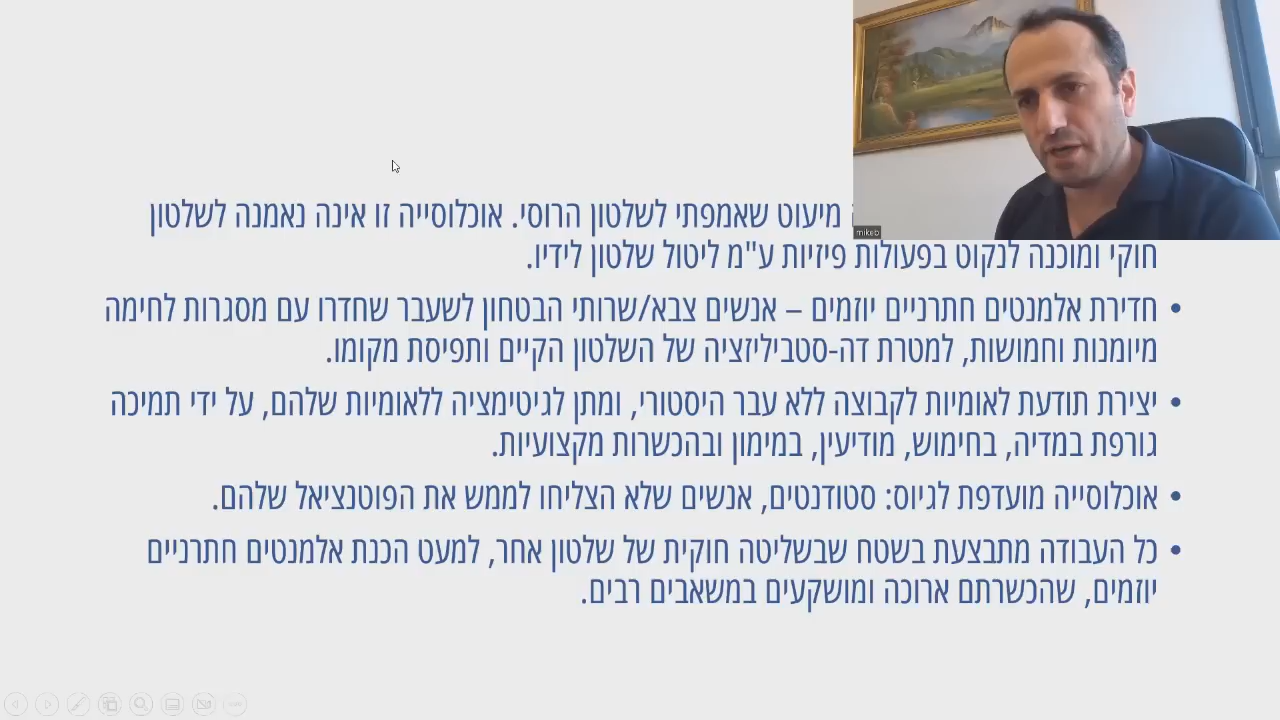 מיעוט שאמפתי לשלטון הרוסי. אוכלוסייה זו אינה נאמנה לשלטון
חוקי ומוכנה לנקוט בפעולות פיזיות ע"מ ליטול שלטון לידיו.
• חדירת אלמנטים חתרניים יוזמים – אנשים צבא/שרותי הבטחון לשעבר שחדרו עם מסגרות לחימה
מיומנות וחמושות, למטרת דה-סטביליזציה של השלטון הקיים ותפיסת מקומו.
• יצירת תודעת לאומיות לקבוצה ללא עבר היסטורי, ומתן לגיטימציה ללאומיות שלהם, על ידי תמיכה
גורפת במדיה, בחימוש, מודיעין, במימון ובהכשרות מקצועיות.
• אוכלוסייה מועדפת לגיוס: סטודנטים, אנשים שלא הצליחו לממש את הפוטנציאל שלהם.
• כל העבודה מתבצעת בשטח שבשליטה חוקית של שלטון אחר, למעט הכנת אלמנטים חתרניים
יוזמים, שהכשרתם ארוכה ומושקעים במשאבים רבים.